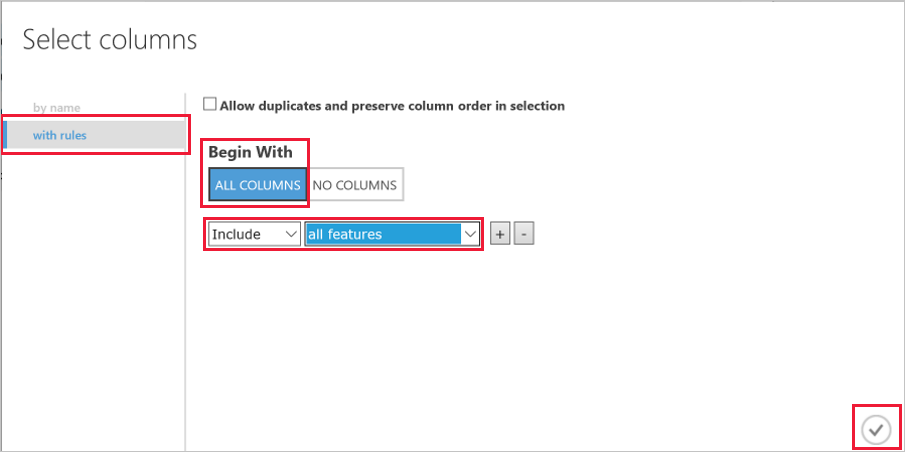 Select columns
by name
with rules
Allow duplicates and preserve column order in selection
Begin With
ALL COLUMNS NO COLUMNS
Include all features + -